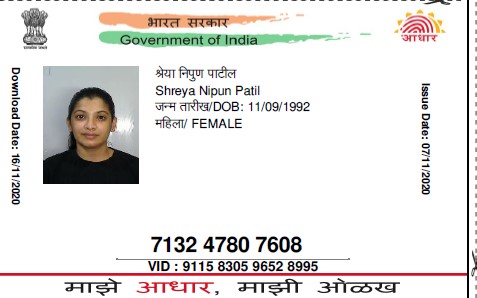 भारत सरकार
Government of India
आधार
Download Date: 16/11/2020
श्रेया निपुण पाटील
Shreya Nipun Patil
जन्म तारीख/DOB: 11/09/1992
महिला/ FEMALE
Issue Date: 07/11/2020
7132 4780 7608
VID : 9115 8305 9652 8995
माझे आधार, माझी ओळख